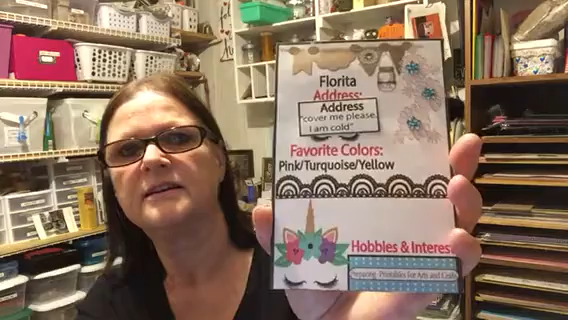 Florita
Address:
Address
"cover me please.
I am cold"
Favorite Colors:
Pink/Turquoise/Yellow
Hobbies & Interes
Preparing Printables for Arts and Crafts